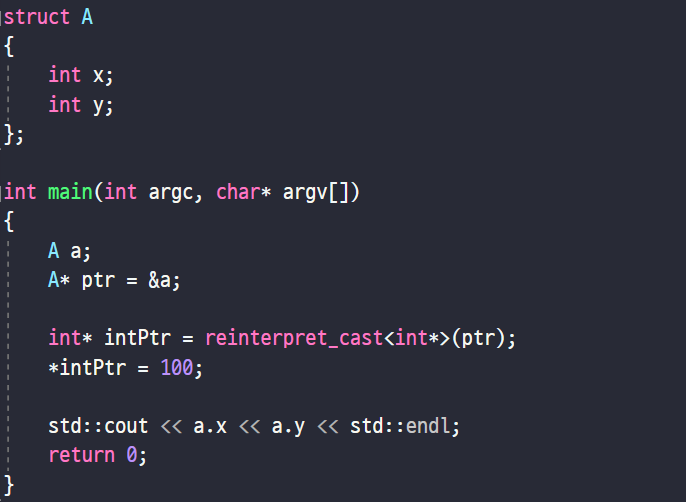 struct A
{
    int x;
    int y;
};
int main(int argc, char* argv[])
{
    A a;
    A* ptr = &a;
    int* intPtr = reinterpret_cast<int*>(ptr);
    *intPtr = 100;
    std::cout << a.x << a.y << std::endl;
    return 0;
}